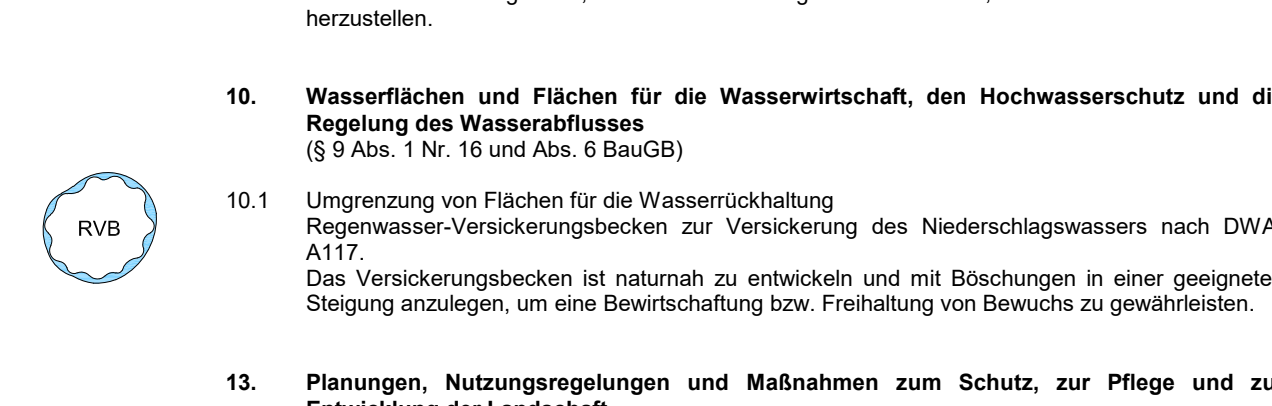 herzustellen.
10. Wasserflächen und Flächen für die Wasserwirtschaft, den Hochwasserschutz und di
Regelung des Wasserabflusses
(§ 9 Abs. 1 Nr. 16 und Abs. 6 BauGB)
RVB
10.1 Umgrenzung von Flächen für die Wasserrückhaltung
Regenwasser-Versickerungsbecken zur Versickerung des Niederschlagswassers nach DWA
A117.
Das Versickerungsbecken ist naturnah zu entwickeln und mit Böschungen in einer geeignete
Steigung anzulegen, um eine Bewirtschaftung bzw. Freihaltung von Bewuchs zu gewährleisten.
13. Planungen, Nutzungsregelungen und Maßnahmen zum Schutz, zur Pflege und zu
Entwicklung der Landschaft